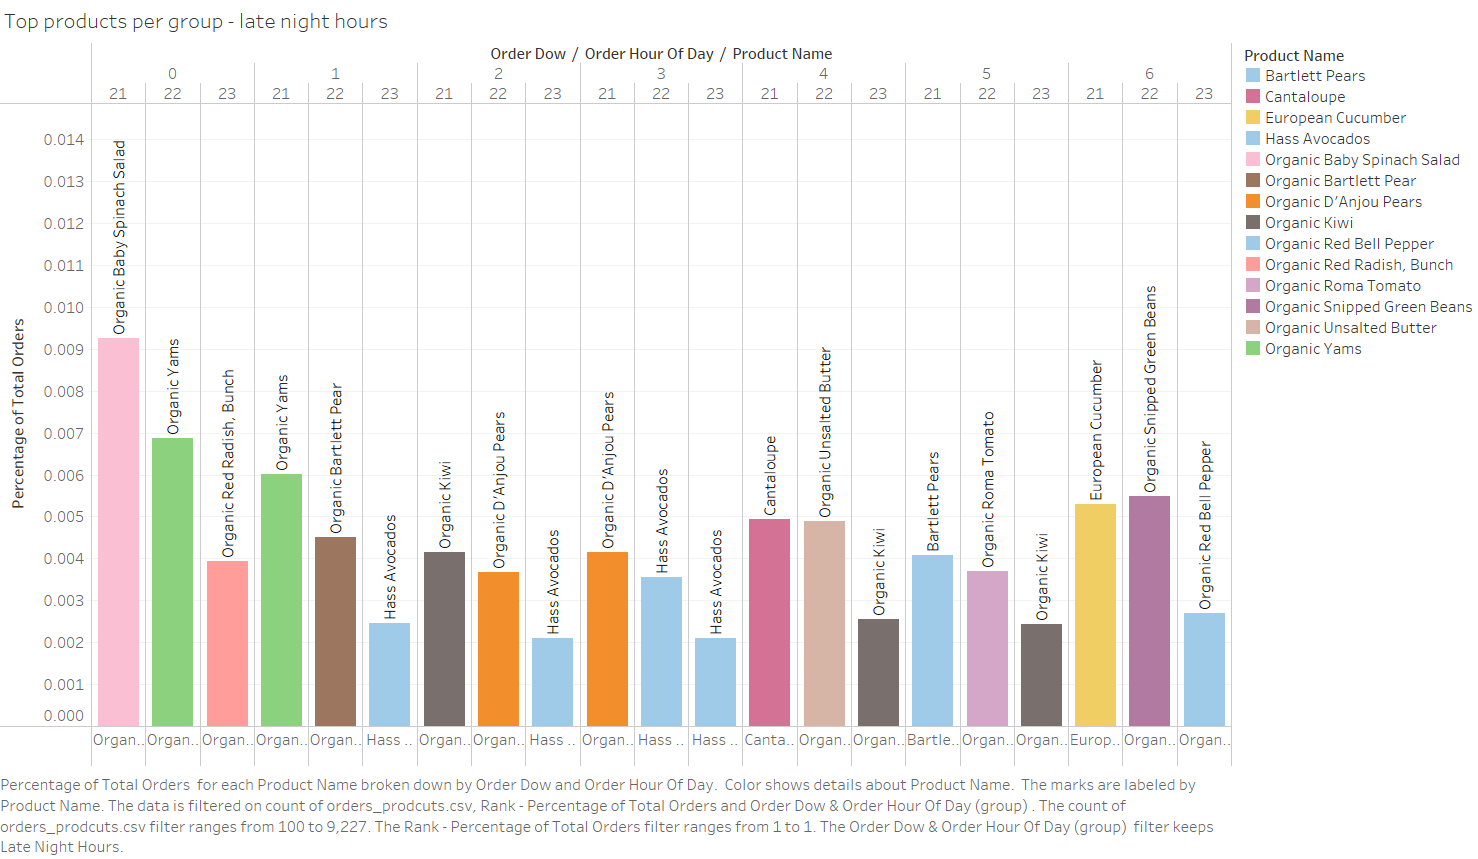 Top products per group - late night hours
Order Dow / Order Hour Of Day / Product Name
0 1 2 3 4 5 6
21 22 23 21 22 23 21 22 23 21 22 23 21 22 23 21 22 23 21 22 23
Percentage of Total Orders
0.014
0.013
0.012
0.011
0.010
0.009
0.008
0.007
0.006
0.005
0.004
0.003
0.002
0.001
0.000
Organic Baby Spinach Salad
Organic Yams
Organic Red Radish, Bunch
Organic Yams
Organic Bartlett Pear
Hass Avocados
Organic Kiwi
Organic D’Anjou Pears
Hass Avocados
Organic D’Anjou Pears
Hass Avocados
Hass Avocados
Cantaloupe
Organic Unsalted Butter
Organic Kiwi
Bartlett Pears
Organic Roma Tomato
Organic Kiwi
European Cucumber
Organic Snipped Green Beans
Organic Red Bell Pepper
Organ.. Organ.. Organ.. Organ.. Organ.. Hass .. Organ.. Organ.. Hass .. Organ.. Hass .. Hass .. Canta.. Organ.. Organ.. Bartle.. Organ.. Organ.. Europ.. Organ.. Organ..
Product Name
Bartlett Pears
Cantaloupe
European Cucumber
Hass Avocados
Organic Baby Spinach Salad
Organic Bartlett Pear
Organic D’Anjou Pears
Organic Kiwi
Organic Red Bell Pepper
Organic Red Radish, Bunch
Organic Roma Tomato
Organic Snipped Green Beans
Organic Unsalted Butter
Organic Yams
Percentage of Total Orders  for each Product Name broken down by Order Dow and Order Hour Of Day.  Color shows details about Product Name.  The marks are labeled by
Product Name. The data is filtered on count of orders_prodcuts.csv, Rank - Percentage of Total Orders and Order Dow & Order Hour Of Day (group) . The count of
orders_prodcuts.csv filter ranges from 100 to 9,227. The Rank - Percentage of Total Orders filter ranges from 1 to 1. The Order Dow & Order Hour Of Day (group)  filter keeps
Late Night Hours.